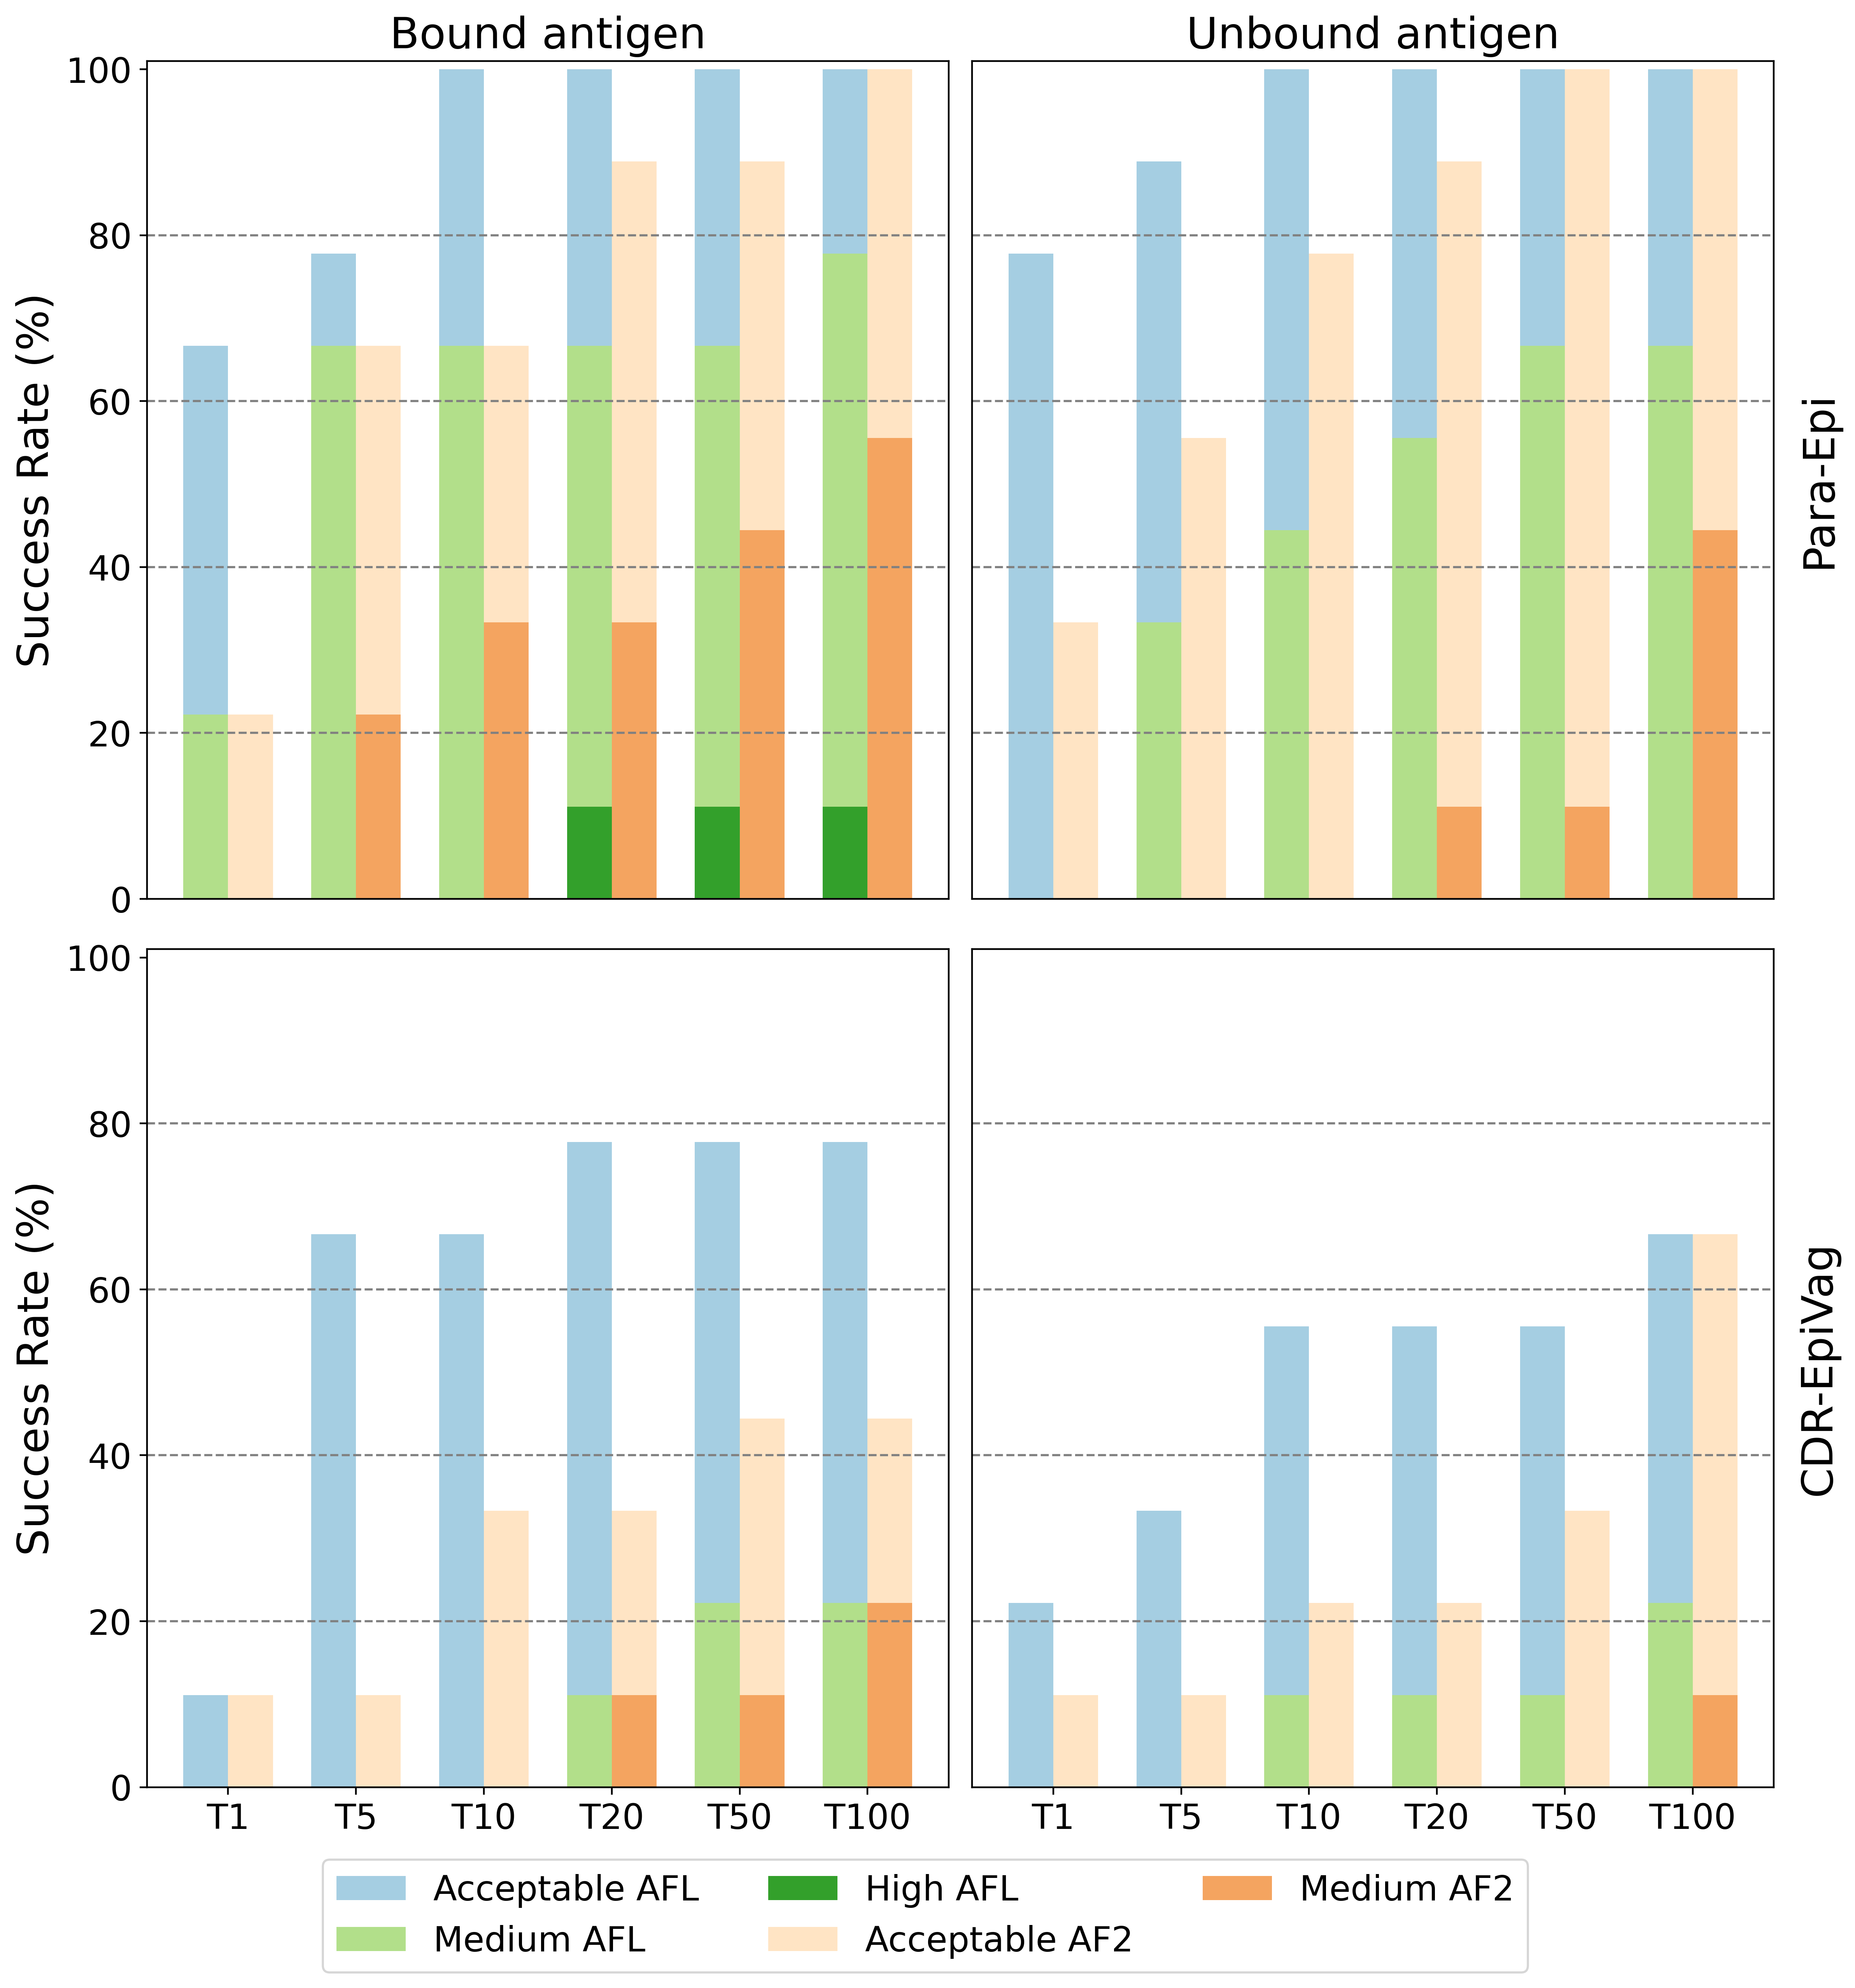 Bound antigen
Unbound antigen
Success Rate (%)
100
80
60
40
20
0
Para-Epi
Success Rate (%)
100
80
60
40
20
0
CDR-EpiVag
T1 T5 T10 T20 T50 T100
T1 T5 T10 T20 T50 T100
Acceptable AFL
Medium AFL
High AFL
Acceptable AF2
Medium AF2